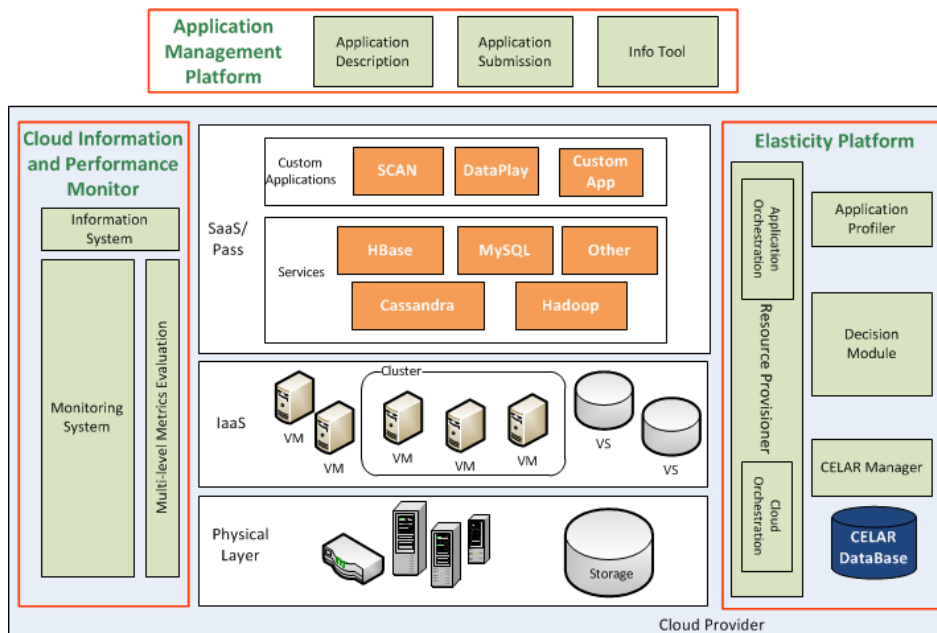 Application
Management
Platform
Application
Description
Application
Submission
Info Tool
Cloud Information
and Performance
Monitor
Information
System
Monitoring
System
Multi-level Metrics Evaluation
SaaS/
Pass
Custom
Applications
SCAN
DataPlay
Custom
App
Services
HBase
MySQL
Other
Cassandra
Hadoop
IaaS
Cluster
VM
VM
VM
VM
VM
VS
VS
Physical
Layer
Storage
Elasticity Platform
Application
Orchestration
Resource Provisioner
Cloud
Orchestration
Application
Profiler
Decision
Module
CELAR Manager
CELAR
DataBase
Cloud Provider